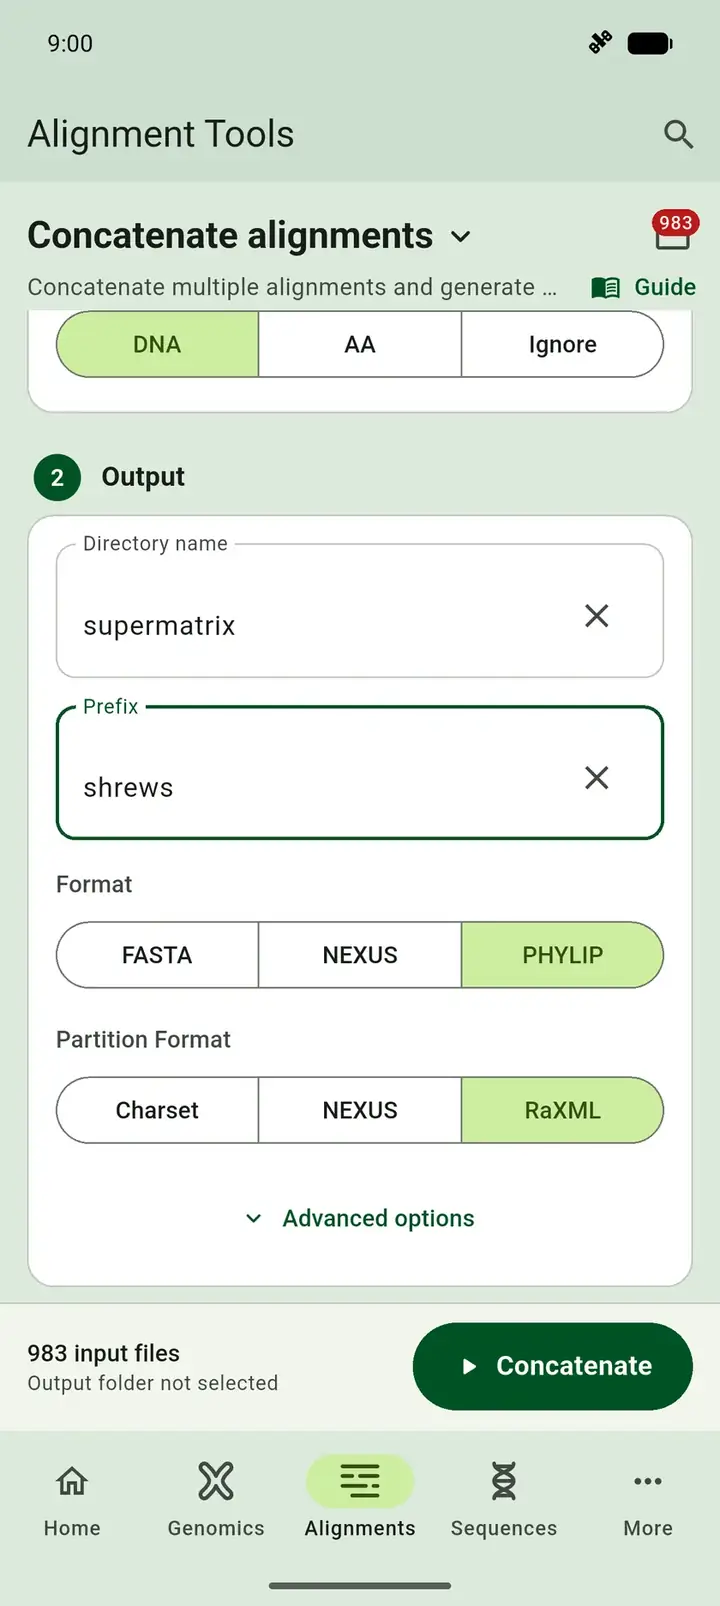 9:00
Alignment Tools
Concatenate alignments
983
Concatenate multiple alignments and generate ...
Guide
DNA
AA
Ignore
2
Output
Directory name
supermatrix
Prefix
shrews
Format
FASTA
NEXUS
PHYLIP
Partition Format
Charset
NEXUS
RaXML
Advanced options
983 input files
Output folder not selected
Concatenate
Home
Genomics
Alignments
Sequences
More